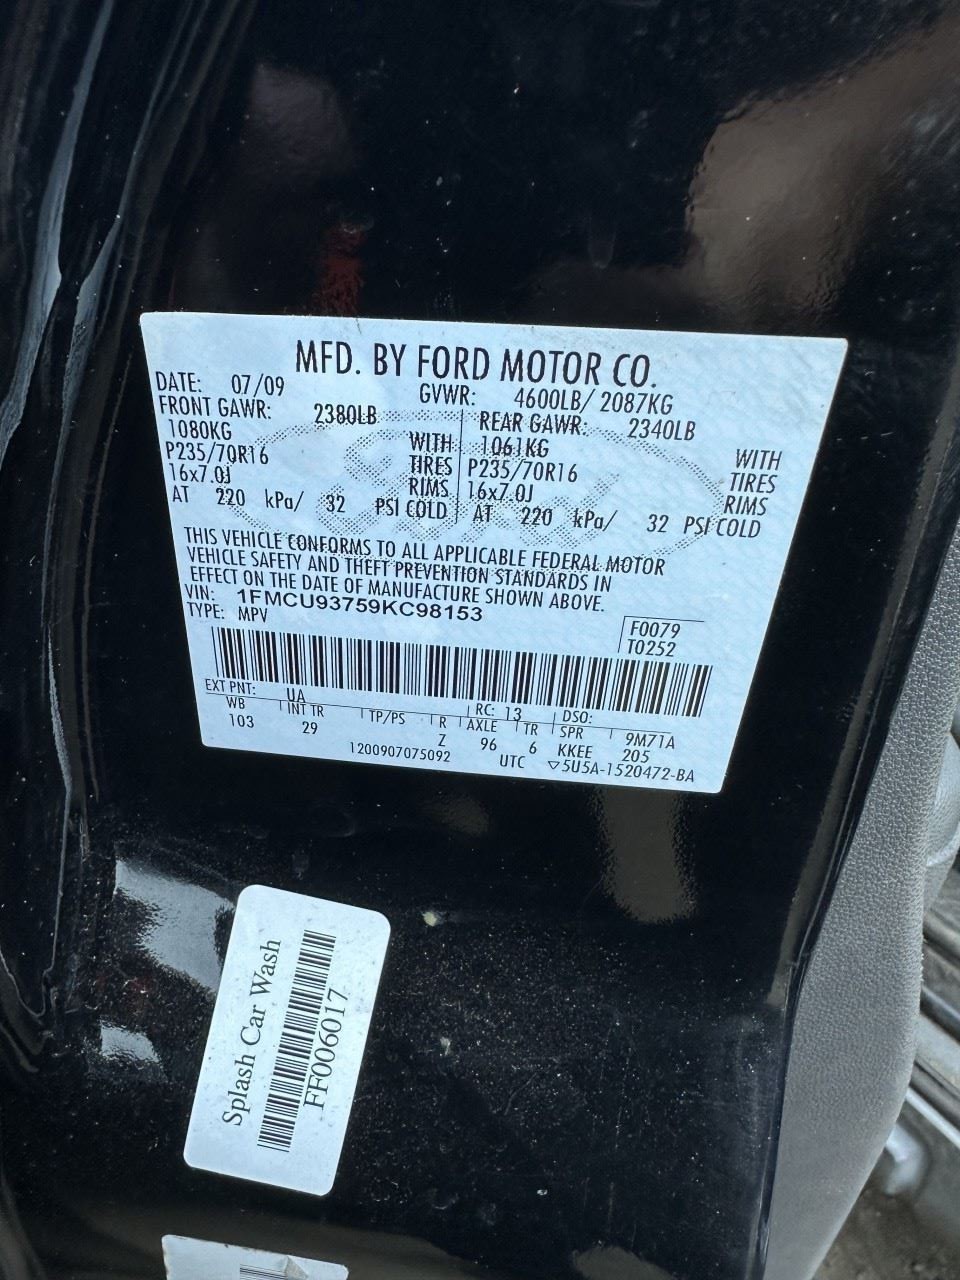 MFD. BY FORD MOTOR CO.
DATE: 07/09 GVWR: 4600LB/ 2087KG
FRONT GAWR: 2380LB REAR GAWR: 2340LB
1080KG WITH 1061KG WITH
P235/70R16 TIRES P235/70R16 TIRES
16x7.0J RIMS 16x7.0J RIMS
AT 220 kPa/ 32 PSI COLD AT 220 kPa/ 32 PSI COLD
THIS VEHICLE CONFORMS TO ALL APPLICABLE FEDERAL MOTOR
VEHICLE SAFETY AND THEFT PREVENTION STANDARDS IN
EFFECT ON THE DATE OF MANUFACTURE SHOWN ABOVE.
VIN: 1FMCU93759KC98153
TYPE: MPV
F0079
T0252
EXT PNT: UA RC: 13 DSO:
WB INT TR TP/PS R AXLE TR SPR 9M71A
103 29 Z 96 6 KKEE 205
1200907075092 UTC ▽5U5A-1520472-BA
Splash Car Wash
FF006017